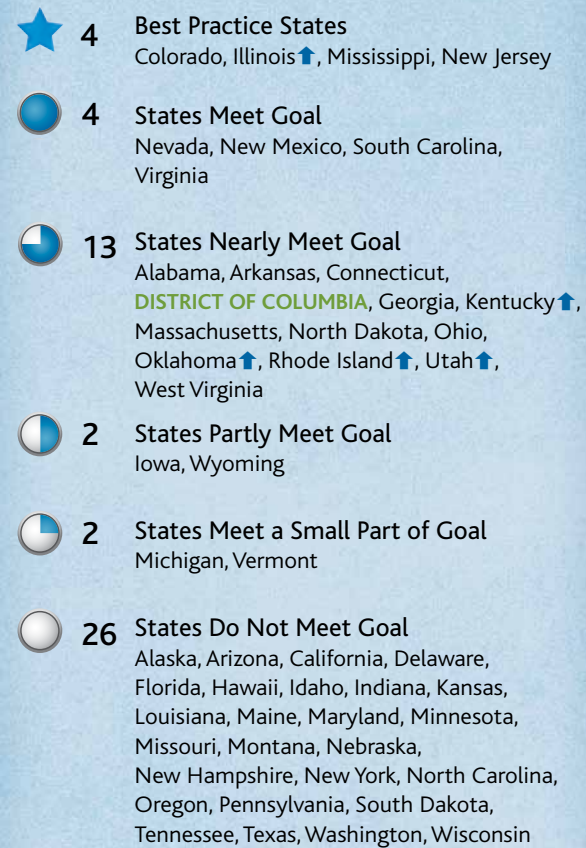 4 Best Practice States
Colorado, Illinois⬆, Mississippi, New Jersey
4 States Meet Goal
Nevada, New Mexico, South Carolina,
Virginia
13 States Nearly Meet Goal
Alabama, Arkansas, Connecticut,
DISTRICT OF COLUMBIA, Georgia, Kentucky⬆,
Massachusetts, North Dakota, Ohio,
Oklahoma⬆, Rhode Island⬆, Utah⬆,
West Virginia
2 States Partly Meet Goal
Iowa, Wyoming
2 States Meet a Small Part of Goal
Michigan, Vermont
26 States Do Not Meet Goal
Alaska, Arizona, California, Delaware,
Florida, Hawaii, Idaho, Indiana, Kansas,
Louisiana, Maine, Maryland, Minnesota,
Missouri, Montana, Nebraska,
New Hampshire, New York, North Carolina,
Oregon, Pennsylvania, South Dakota,
Tennessee, Texas, Washington, Wisconsin